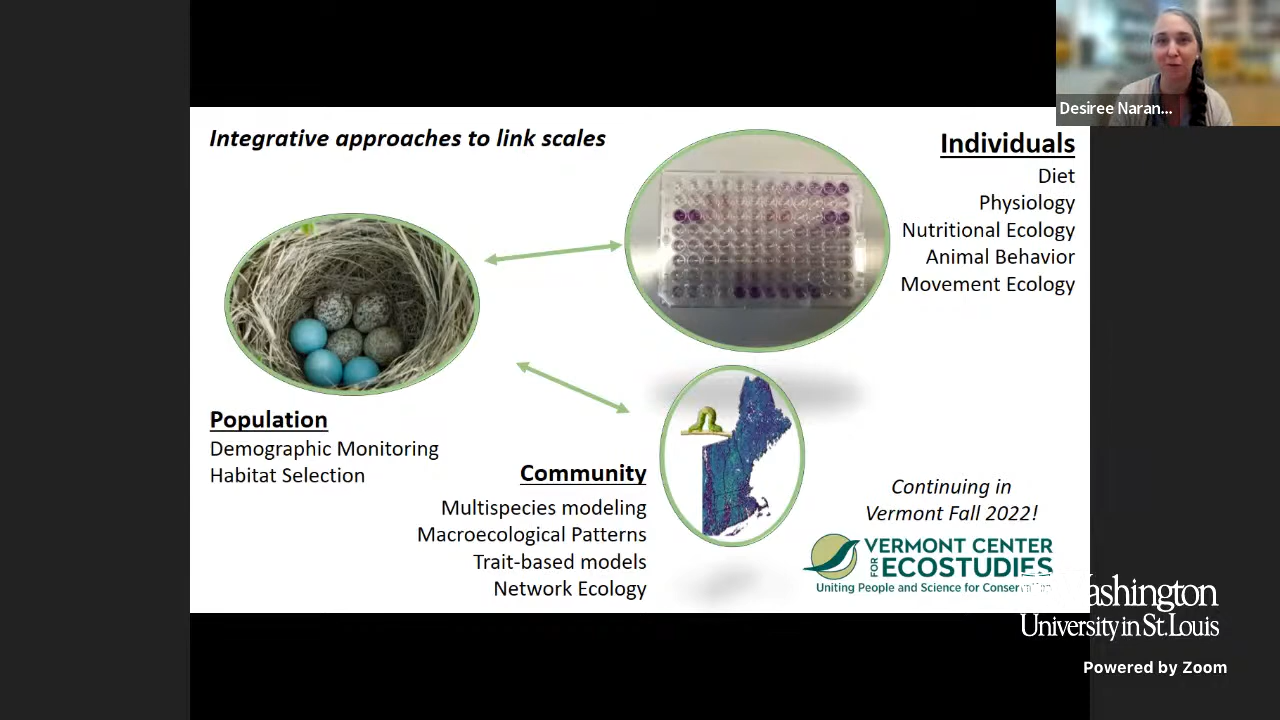 Integrative approaches to link scales
Desiree Naran...
Individuals
Diet
Physiology
Nutritional Ecology
Animal Behavior
Movement Ecology
Population
Demographic Monitoring
Habitat Selection
Community
Multispecies modeling
Macroecological Patterns
Trait-based models
Network Ecology
Continuing in
Vermont Fall 2022!
VERMONT CENTER
FOR ECOSTUDIES
Uniting People and Science for
Washington
University in St. Louis
Powered by Zoom